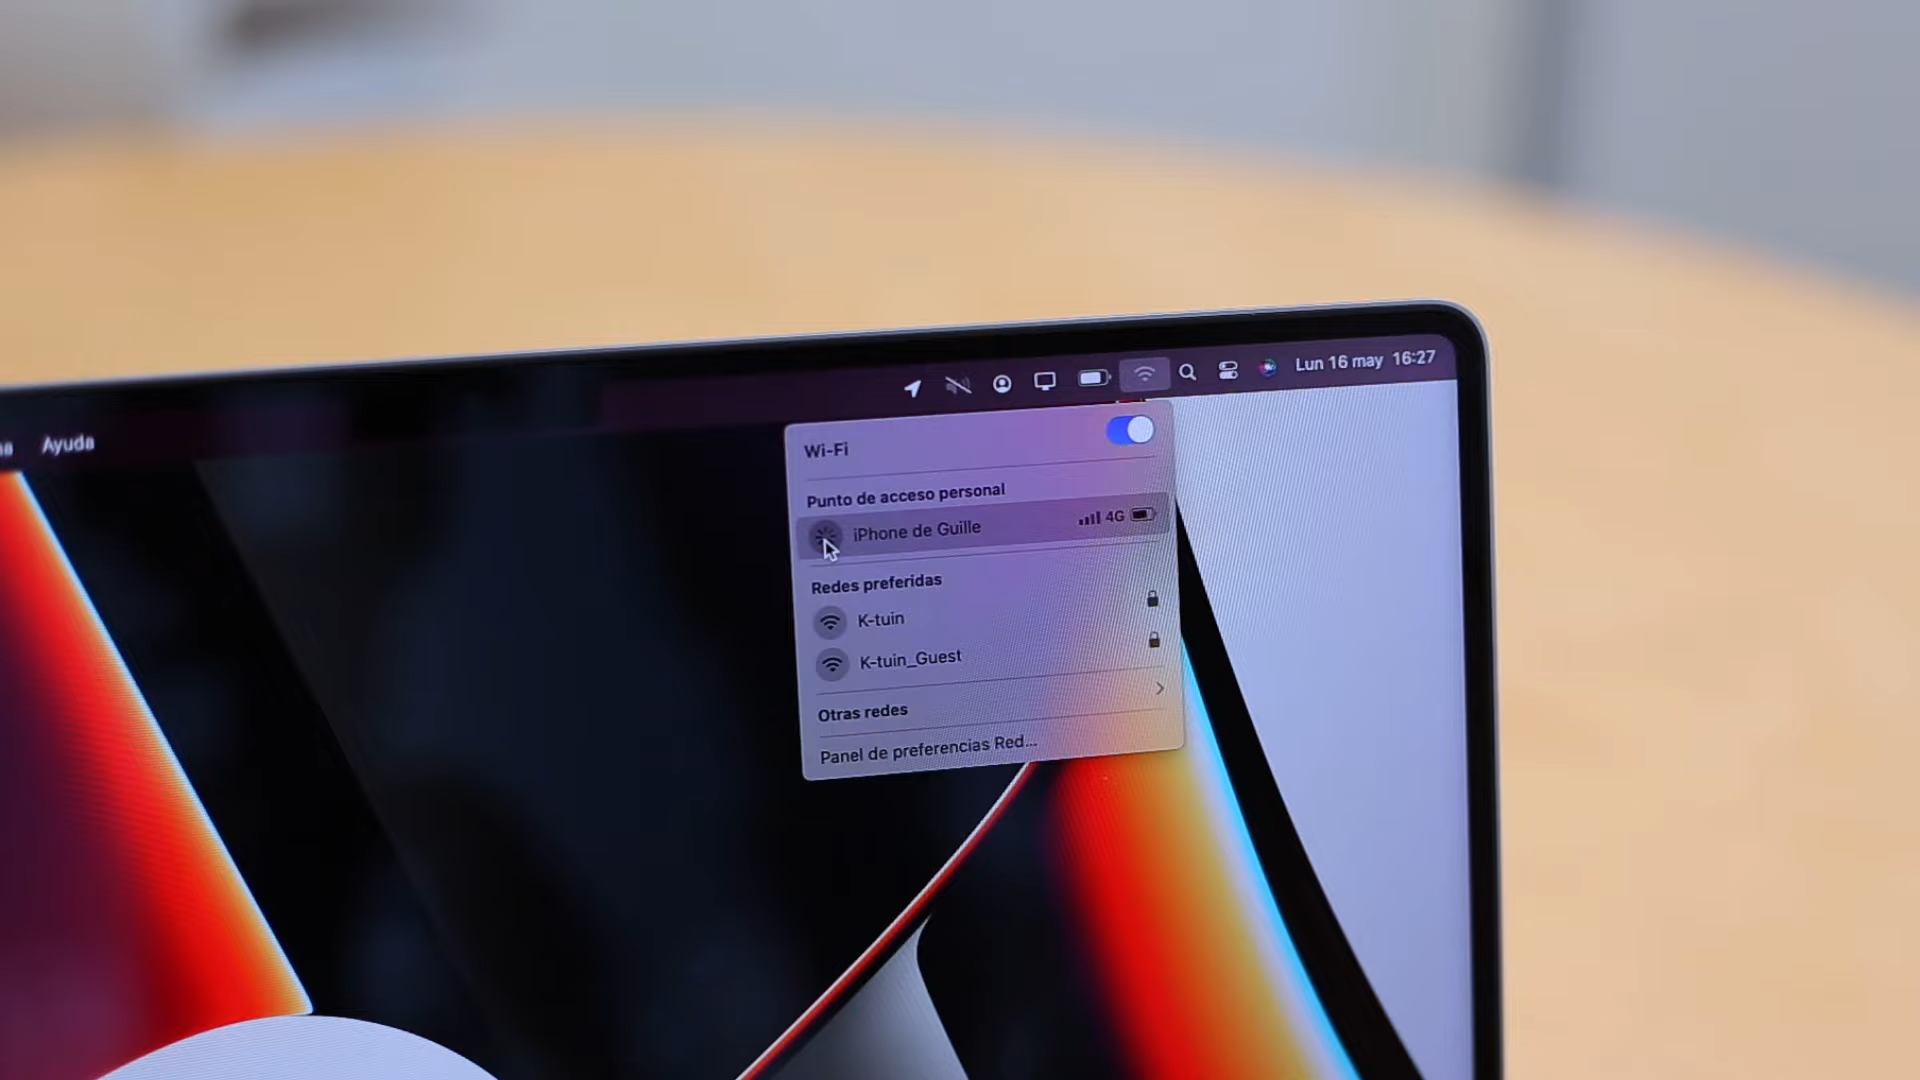 Ayuda
Lun 16 may 16:27
Wi-Fi
Punto de acceso personal
iPhone de Guille 4G
Redes preferidas
K-tuin
K-tuin_Guest
Otras redes
Panel de preferencias Red...